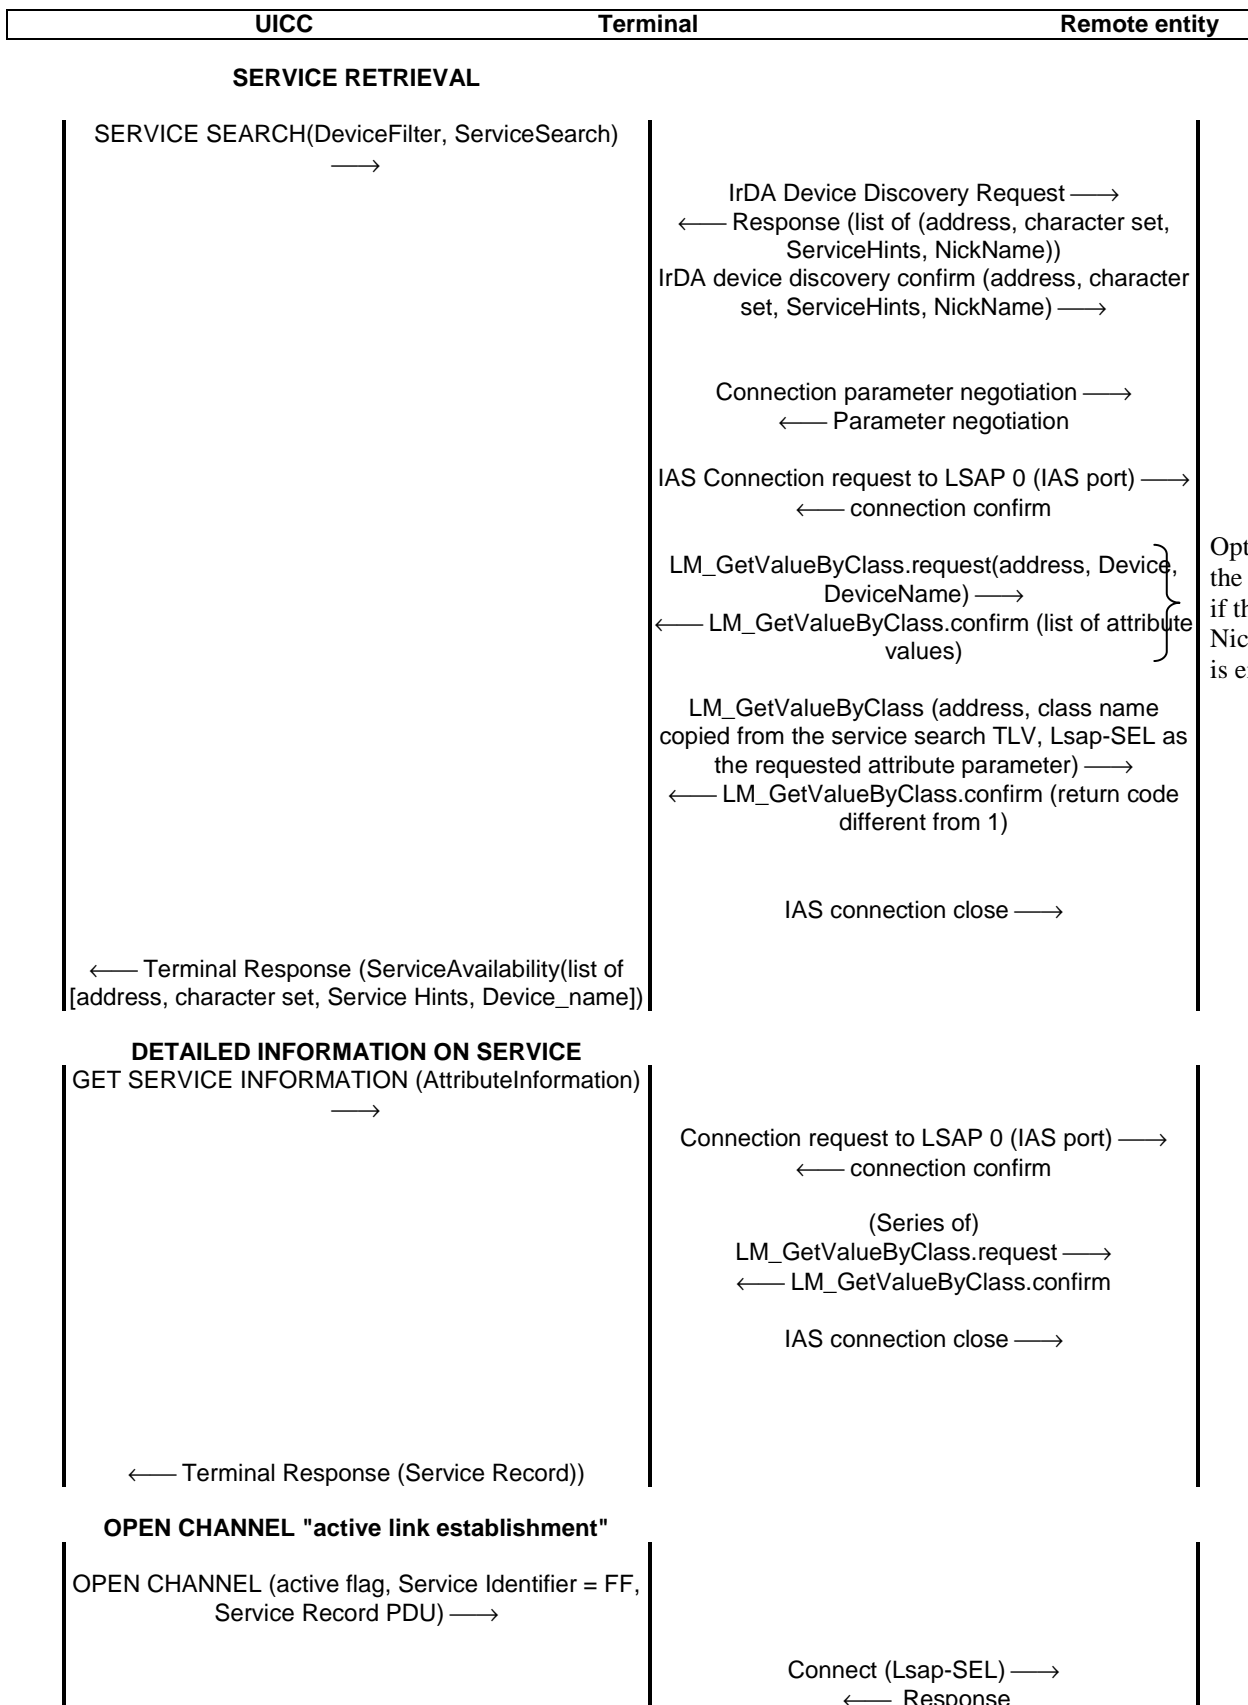 UICC Terminal Remote entity
SERVICE RETRIEVAL
SERVICE SEARCH(DeviceFilter, ServiceSearch)
⟶
IrDA Device Discovery Request ⟶
⟵ Response (list of (address, character set,
ServiceHints, NickName))
IrDA device discovery confirm (address, character
set, ServiceHints, NickName) ⟶
Connection parameter negotiation ⟶
⟵ Parameter negotiation
IAS Connection request to LSAP 0 (IAS port) ⟶
⟵ connection confirm
LM_GetValueByClass.request(address, Device,
DeviceName) ⟶
⟵ LM_GetValueByClass.confirm (list of attribute
values)
the
is
LM_GetValueByClass (address, class name
copied from the service search TLV, Lsap-SEL as
the requested attribute parameter) ⟶
⟵ LM_GetValueByClass.confirm (return code
different from 1)
IAS connection close ⟶
⟵ Terminal Response (ServiceAvailability(list of
[address, character set, Service Hints, Device_name])
DETAILED INFORMATION ON SERVICE
GET SERVICE INFORMATION (AttributeInformation)
⟶
Connection request to LSAP 0 (IAS port) ⟶
⟵ connection confirm
(Series of)
LM_GetValueByClass.request ⟶
⟵ LM_GetValueByClass.confirm
IAS connection close ⟶
⟵ Terminal Response (Service Record))
OPEN CHANNEL "active link establishment"
OPEN CHANNEL (active flag, Service Identifier = FF,
Service Record PDU) ⟶
Connect (Lsap-SEL) ⟶
⟵ Response